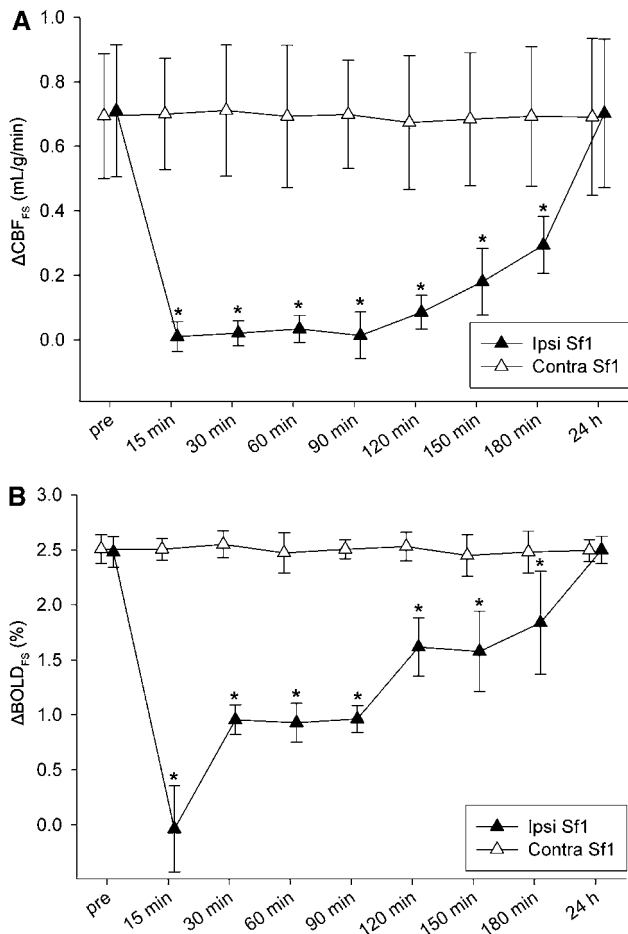 A
ΔCBF_FS (mL/g/min)
1.0
0.8
0.6
0.4
0.2
0.0
* * * * * * *
Ipsi Sf1
Contra Sf1
pre 15 min 30 min 60 min 90 min 120 min 150 min 180 min 24 h
B
ΔBOLD_FS (%)
3.0
2.5
2.0
1.5
1.0
0.5
0.0
* * * * * * *
Ipsi Sf1
Contra Sf1
pre 15 min 30 min 60 min 90 min 120 min 150 min 180 min 24 h